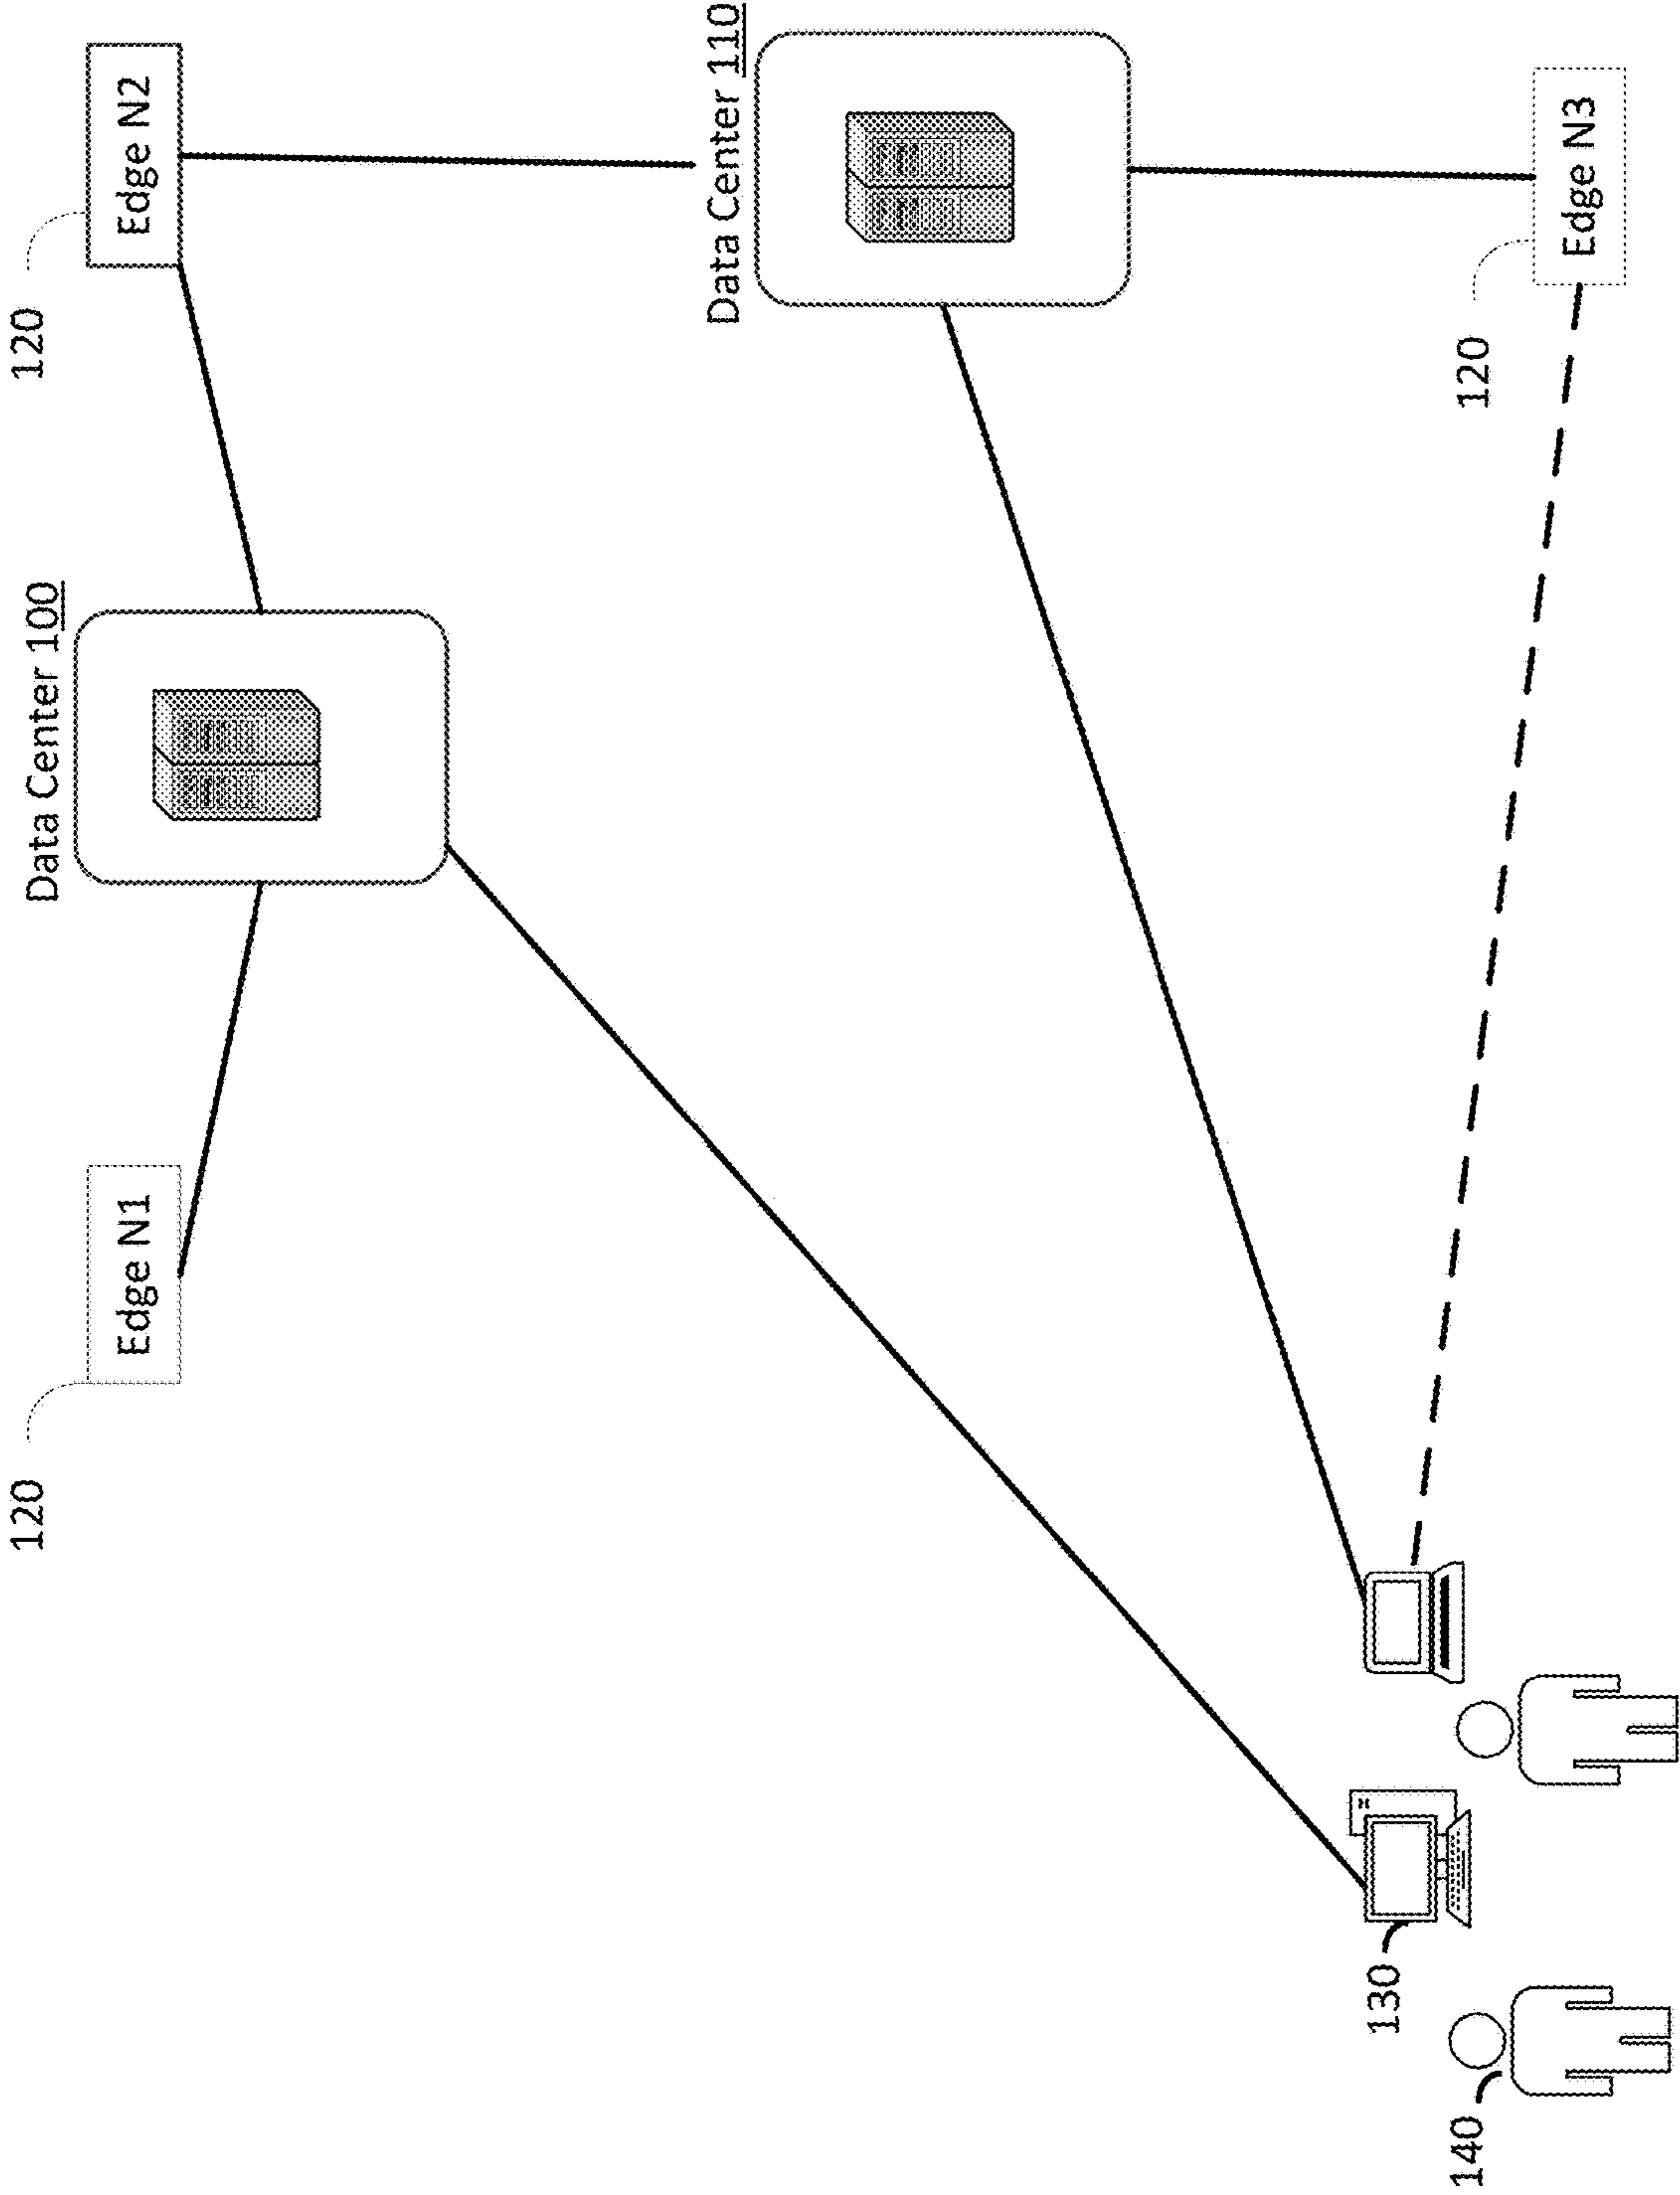 120
Edge N1
Data Center 100
120
Edge N2
Data Center 110
130
140
120
Edge N3